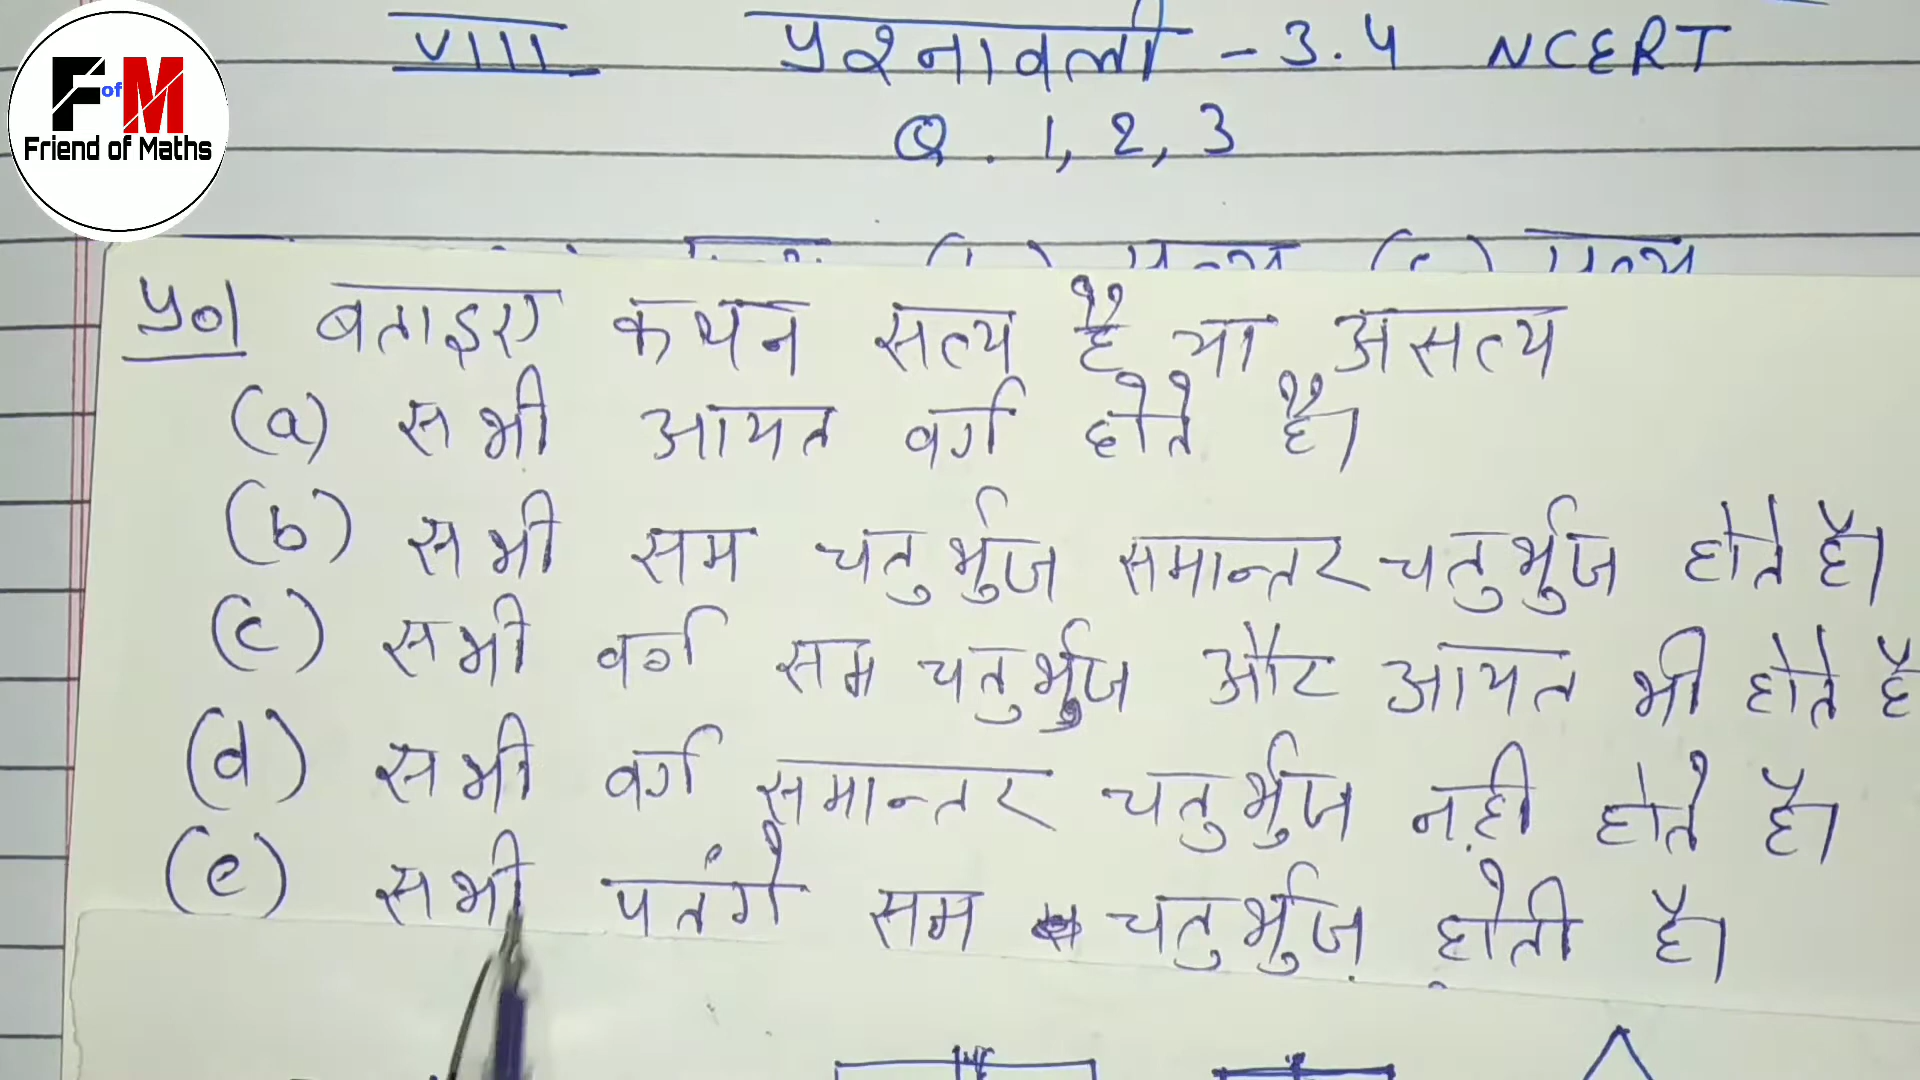 F of M
Friend of Maths
VIII प्रश्नावली - 3.4 NCERT
Q. 1, 2, 3
प्र०1 बताइए कथन सत्य है या असत्य
(a) सभी आयत वर्ग होते हैं।
(b) सभी सम चतुर्भुज समान्तर चतुर्भुज होते है।
(c) सभी वर्ग सम चतुर्भुज और आयत भी होते है
(d) सभी वर्ग समान्तर चतुर्भुज नही होते है।
(e) सभी पतंगे सम चतुर्भुज होती है।